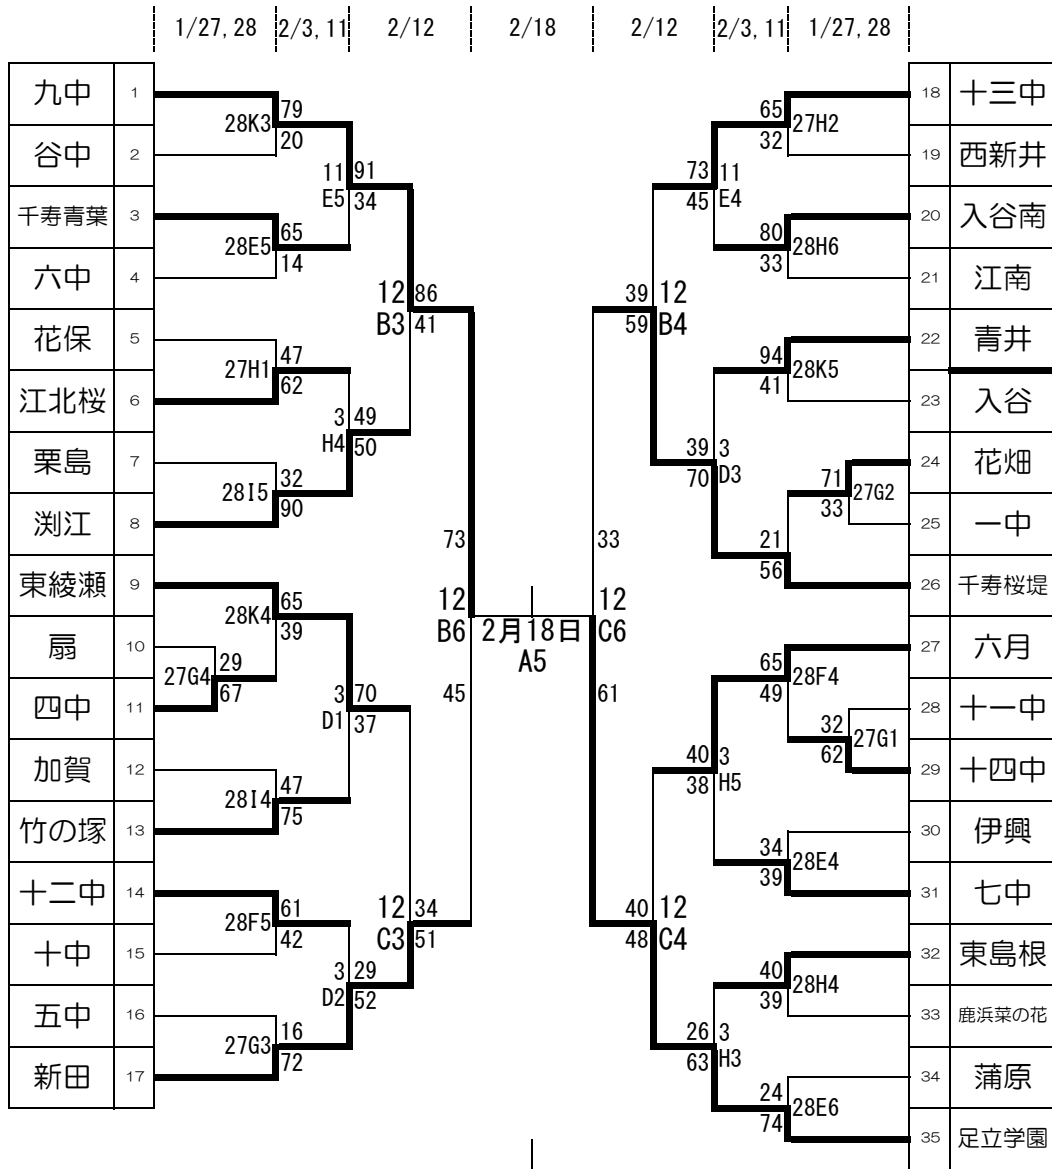 1/27, 28 2/3, 11 2/12 2/18 2/12 2/3, 11 1/27, 28
九中 1 18 十三中
79 65
28K3 27H2
20 32
谷中 2 19 西新井
11 91 73 11
E5 34 45 E4
千寿青葉 3 20 入谷南
65 80
28E5 28H6
14 33
六中 4 21 江南
12 86 39 12
B3 41 59 B4
花保 5 22 青井
47 94
27H1 28K5
62 41
江北桜 6 23 入谷
3 49 39 3
H4 50 70 D3
栗島 7 24 花畑
32 71
28I5 27G2
90 33
渕江 8 25 一中
73 33 21
56
東綾瀬 9 26 千寿桜堤
12 12
28K4 65
39
B6 2月18日 C6
A5
扇 10 27 六月
29 65
27G4 28F4
67 49
四中 11 28 十一中
3 70 45 61 32
D1 37 62 27G1
加賀 12 29 十四中
47 40 3
28I4 38 H5
75
竹の塚 13 30 伊興
34
28E4
39
十二中 14 31 七中
61 12 34 40 12
28F5 C3 51 48 C4
42
十中 15 32 東島根
3 29 40
D2 52 28H4
39
五中 16 33 鹿浜菜の花
16 26 3
27G3 63 H3
72
新田 17 34 蒲原
24
28E6
74
35 足立学園